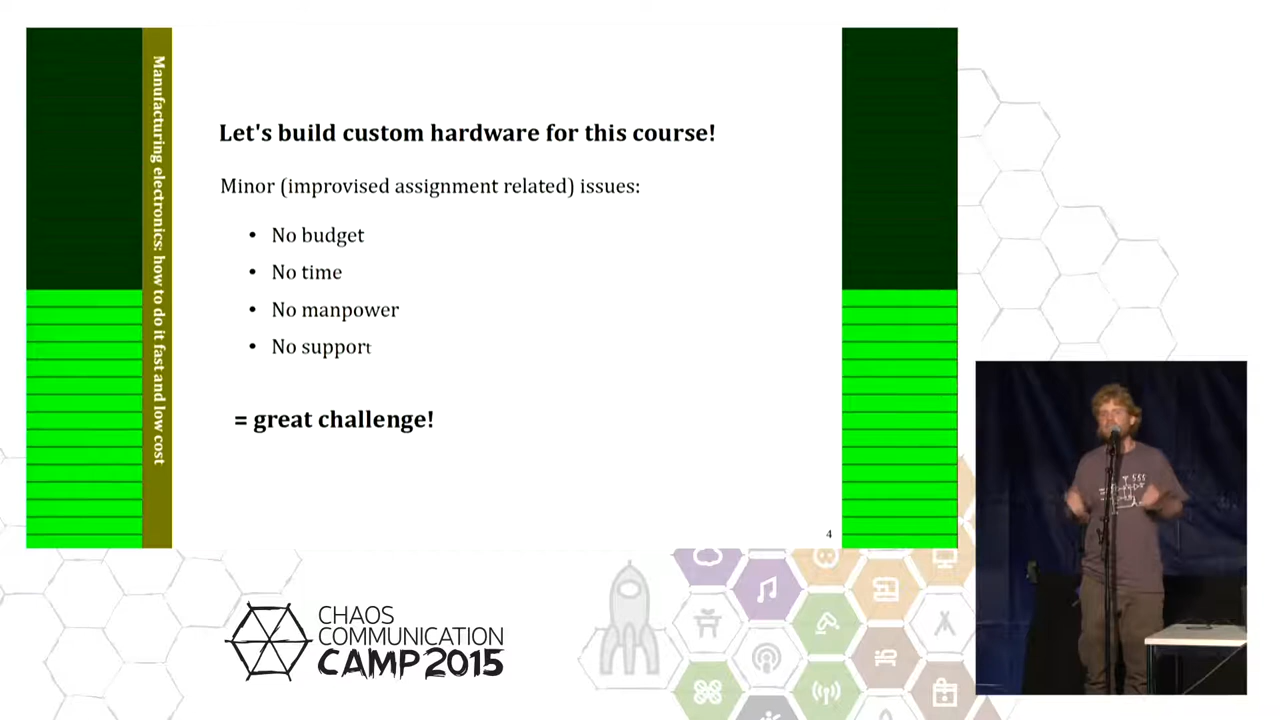 Manufacturing electronics: how to do it fast and low cost
Let's build custom hardware for this course!
Minor (improvised assignment related) issues:
• No budget
• No time
• No manpower
• No support
= great challenge!
4
CHAOS
COMMUNICATION
CAMP 2015